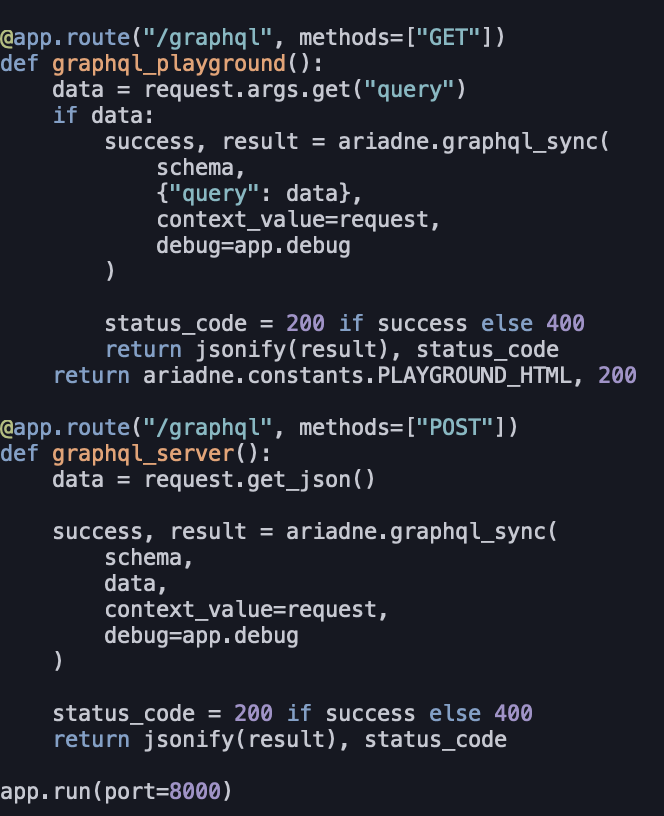 @app.route("/graphql", methods=["GET"])
def graphql_playground():
    data = request.args.get("query")
    if data:
        success, result = ariadne.graphql_sync(
            schema,
            {"query": data},
            context_value=request,
            debug=app.debug
        )

        status_code = 200 if success else 400
        return jsonify(result), status_code
    return ariadne.constants.PLAYGROUND_HTML, 200

@app.route("/graphql", methods=["POST"])
def graphql_server():
    data = request.get_json()

    success, result = ariadne.graphql_sync(
        schema,
        data,
        context_value=request,
        debug=app.debug
    )

    status_code = 200 if success else 400
    return jsonify(result), status_code

app.run(port=8000)